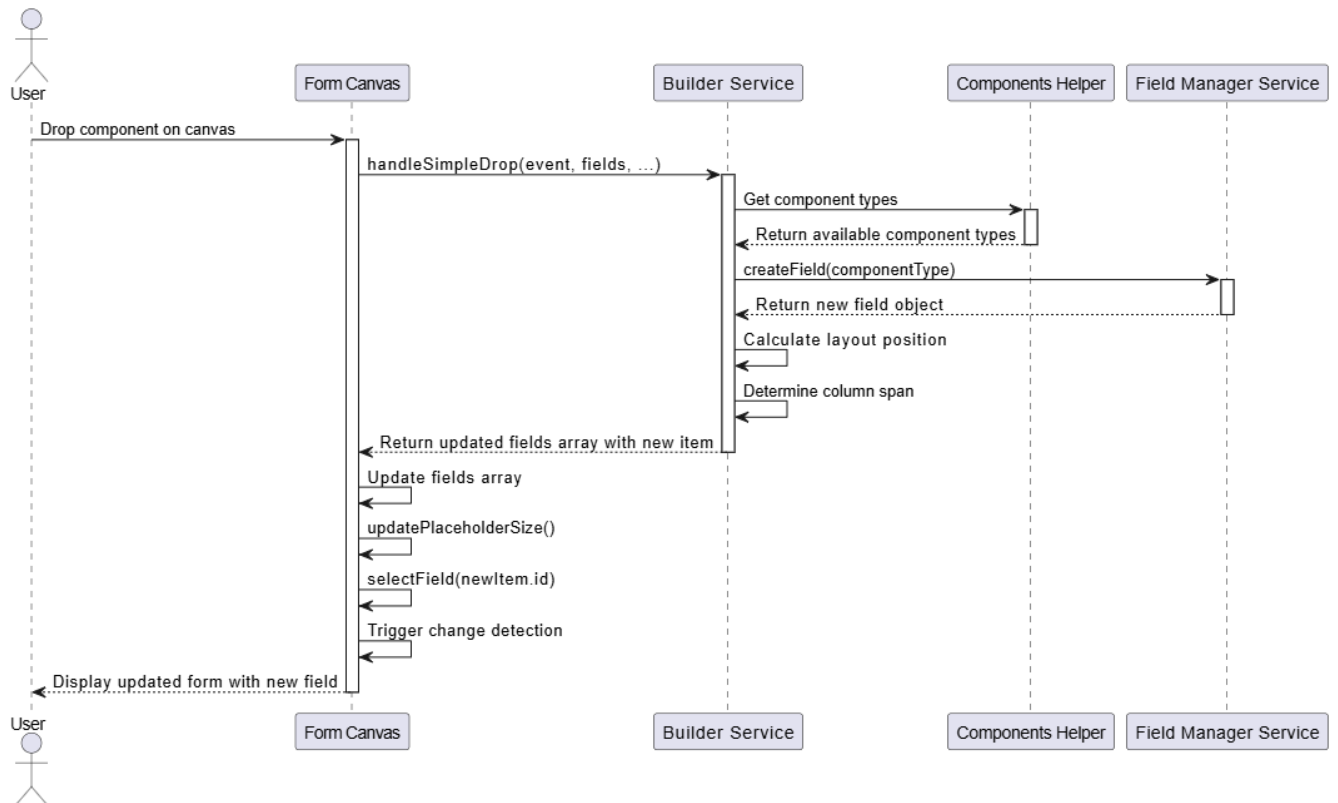 User
Form Canvas
Builder Service
Components Helper
Field Manager Service
Drop component on canvas
handleSimpleDrop(event, fields, ...)
Get component types
Return available component types
createField(componentType)
Return new field object
Calculate layout position
Determine column span
Return updated fields array with new item
Update fields array
updatePlaceholderSize()
selectField(newItem.id)
Trigger change detection
Display updated form with new field
User
Form Canvas
Builder Service
Components Helper
Field Manager Service